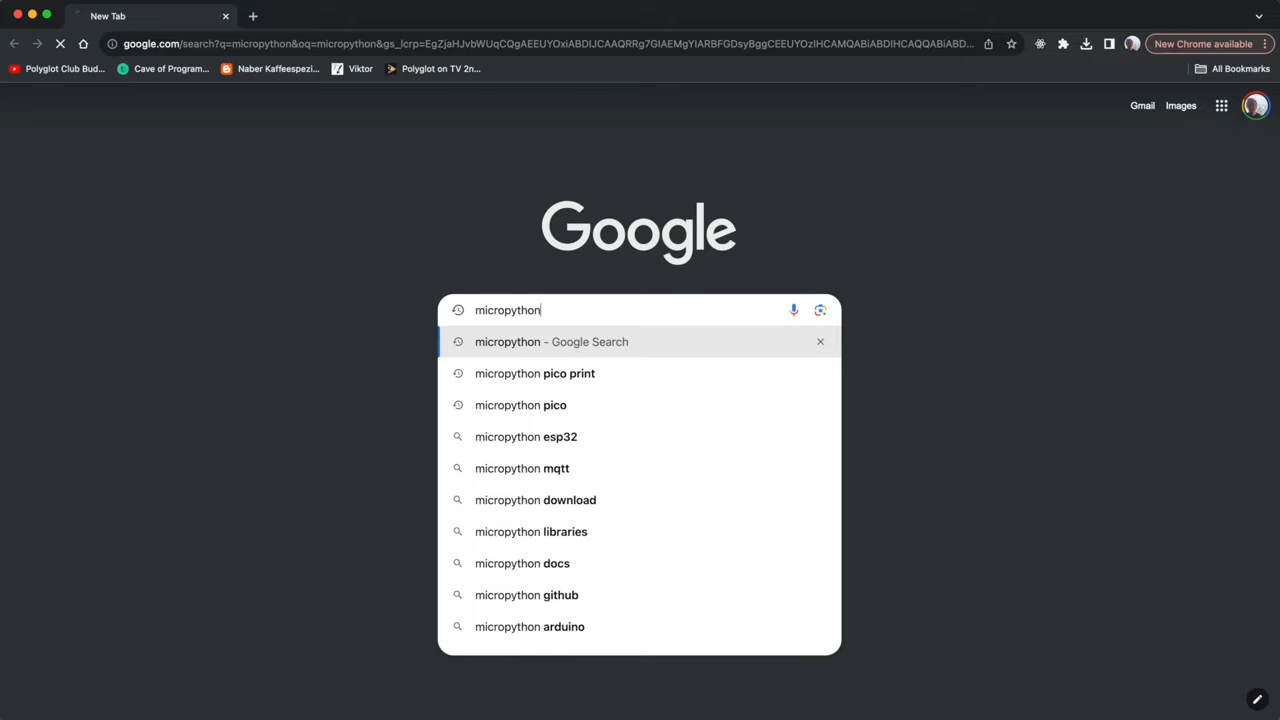 New Tab
google.com/search?q=micropython&oq=micropython&gs_lcrp=EgZjaHJvbWUqCQgAEEUYOxiABDIJCAAQRRg7GIAEMgYIARBFGDsyBggCEEUYOzIHCAMQABiABDIHCAQQABiABD...
New Chrome available
Polyglot Club Bud...
Cave of Program...
Naber Kaffeespezi...
Viktor
Polyglot on TV 2n...
All Bookmarks
Gmail
Images
Google
micropython
micropython - Google Search
micropython pico print
micropython pico
micropython esp32
micropython mqtt
micropython download
micropython libraries
micropython docs
micropython github
micropython arduino